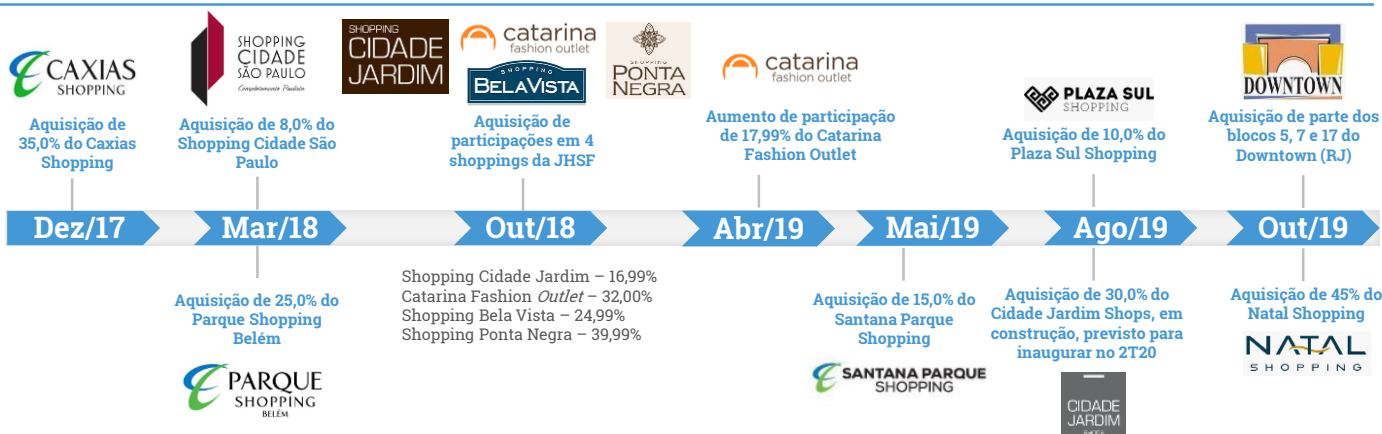 CAXIAS
SHOPPING
Aquisição de
35,0% do Caxias
Shopping
SHOPPING
CIDADE
SÃO PAULO
Completamente Paulista
Aquisição de 8,0% do
Shopping Cidade São
Paulo
SHOPPING
CIDADE
JARDIM
catarina
fashion outlet
SHOPPING
BELAVISTA
SHOPPING
PONTA
NEGRA
Aquisição de
participações em 4
shoppings da JHSF
catarina
fashion outlet
Aumento de participação
de 17,99% do Catarina
Fashion Outlet
PLAZA SUL
SHOPPING
Aquisição de 10,0% do
Plaza Sul Shopping
DOWNTOWN
Aquisição de parte dos
blocos 5, 7 e 17 do
Downtown (RJ)
Dez/17
Mar/18
Out/18
Abr/19
Mai/19
Ago/19
Out/19
Aquisição de 25,0% do
Parque Shopping
Belém
PARQUE
SHOPPING
BELÉM
Shopping Cidade Jardim – 16,99%
Catarina Fashion Outlet – 32,00%
Shopping Bela Vista – 24,99%
Shopping Ponta Negra – 39,99%
Aquisição de 15,0% do
Santana Parque
Shopping
SANTANA PARQUE
SHOPPING
Aquisição de 30,0% do
Cidade Jardim Shops, em
construção, previsto para
inaugurar no 2T20
CIDADE
JARDIM
SHOPS
Aquisição de 45% do
Natal Shopping
NATAL
SHOPPING